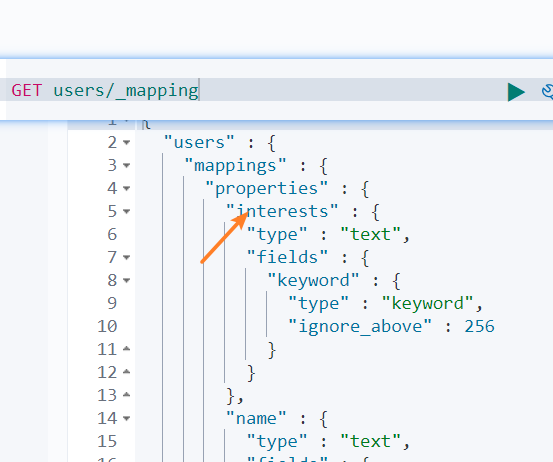 GET users/_mapping
1 {
2 "users" : {
3 "mappings" : {
4 "properties" : {
5 "interests" : {
6 "type" : "text",
7 "fields" : {
8 "keyword" : {
9 "type" : "keyword",
10 "ignore_above" : 256
11 }
12 }
13 },
14 "name" : {
15 "type" : "text",
16 "fields" : {